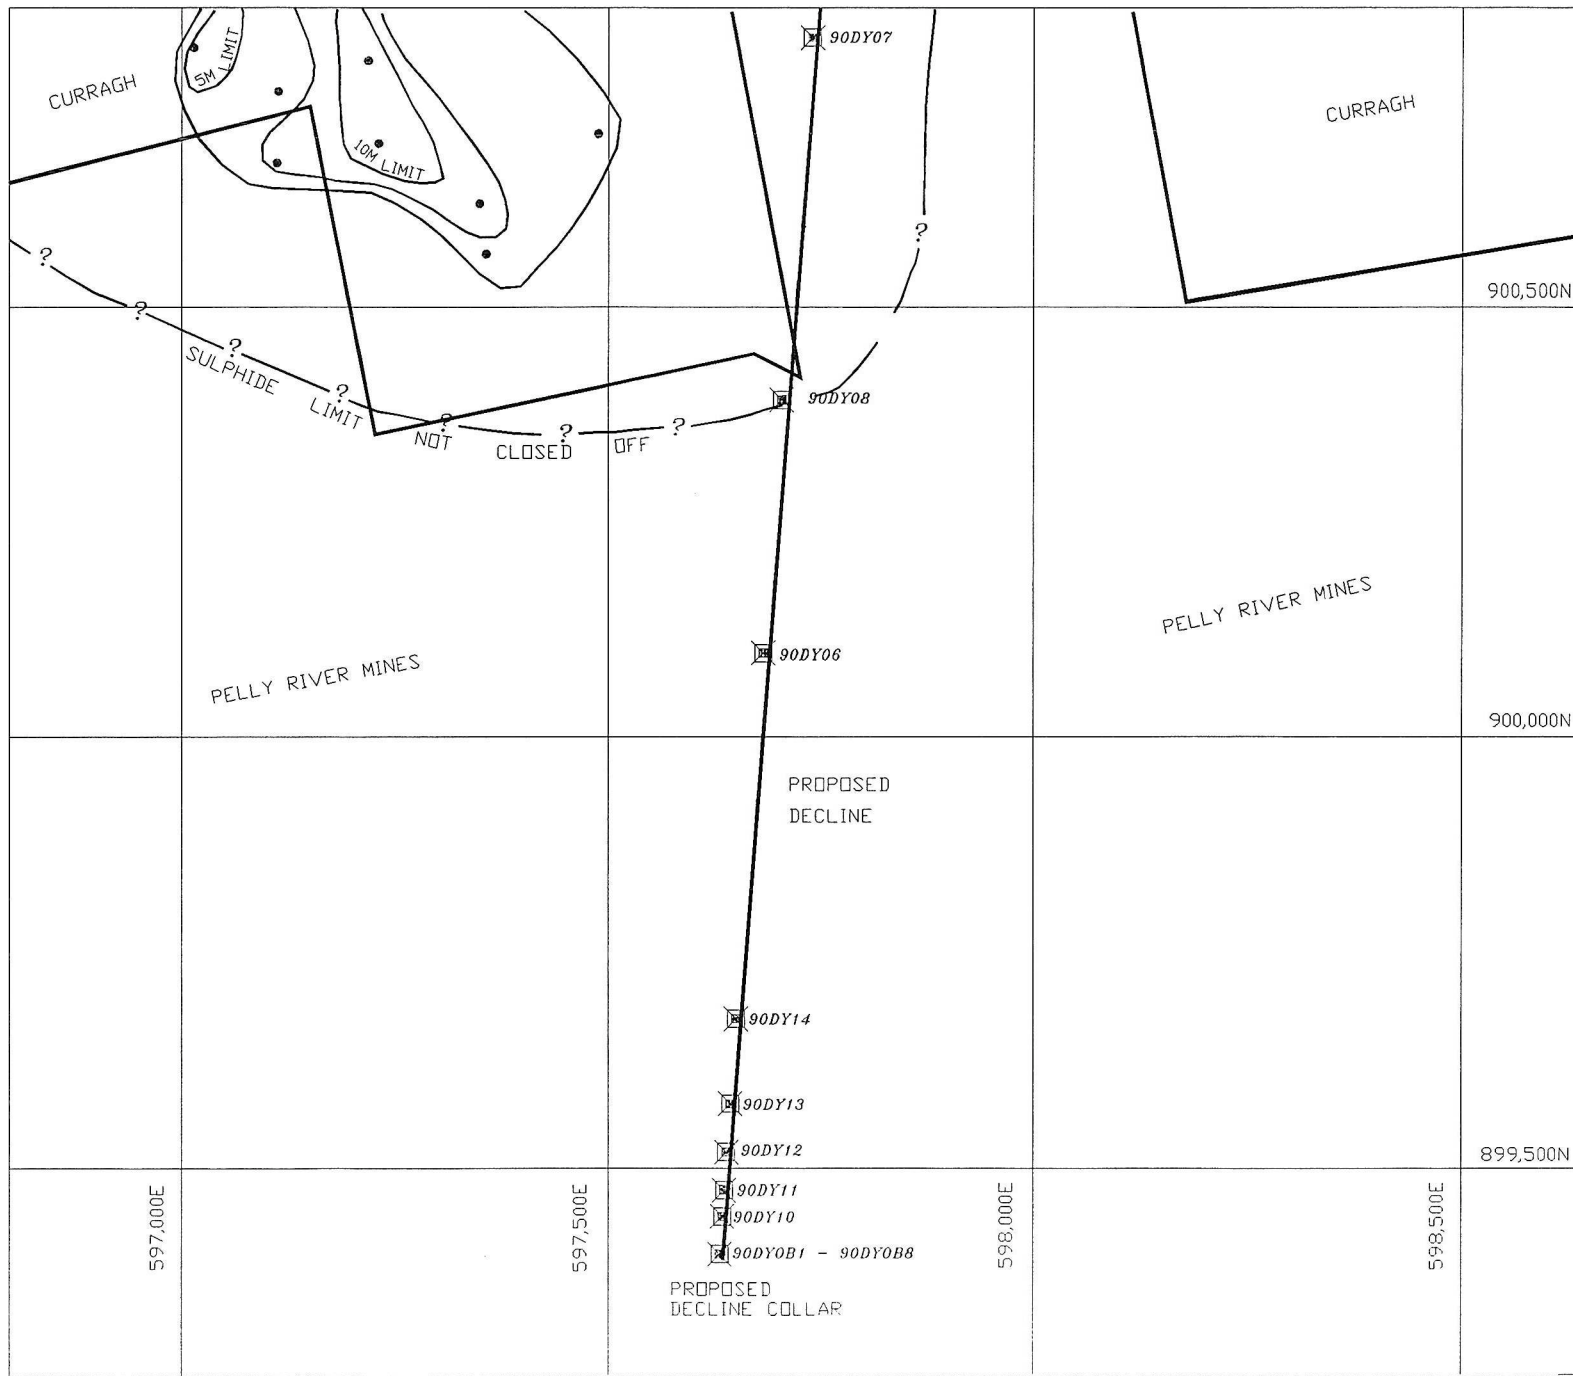 90DY07
5M LIMIT
CURRAGH
CURRAGH
10M LIMIT
?
?
900,500N
?
?
SULPHIDE LIMIT NOT CLOSED OFF
?
?
?
?
90DY08
PELLY RIVER MINES
90DY06
PELLY RIVER MINES
900,000N
PROPOSED
DECLINE
90DY14
90DY13
90DY12
899,500N
90DY11
90DY10
597,000E
597,500E
598,000E
598,500E
90DYOB1 - 90DYOB8
PROPOSED
DECLINE COLLAR